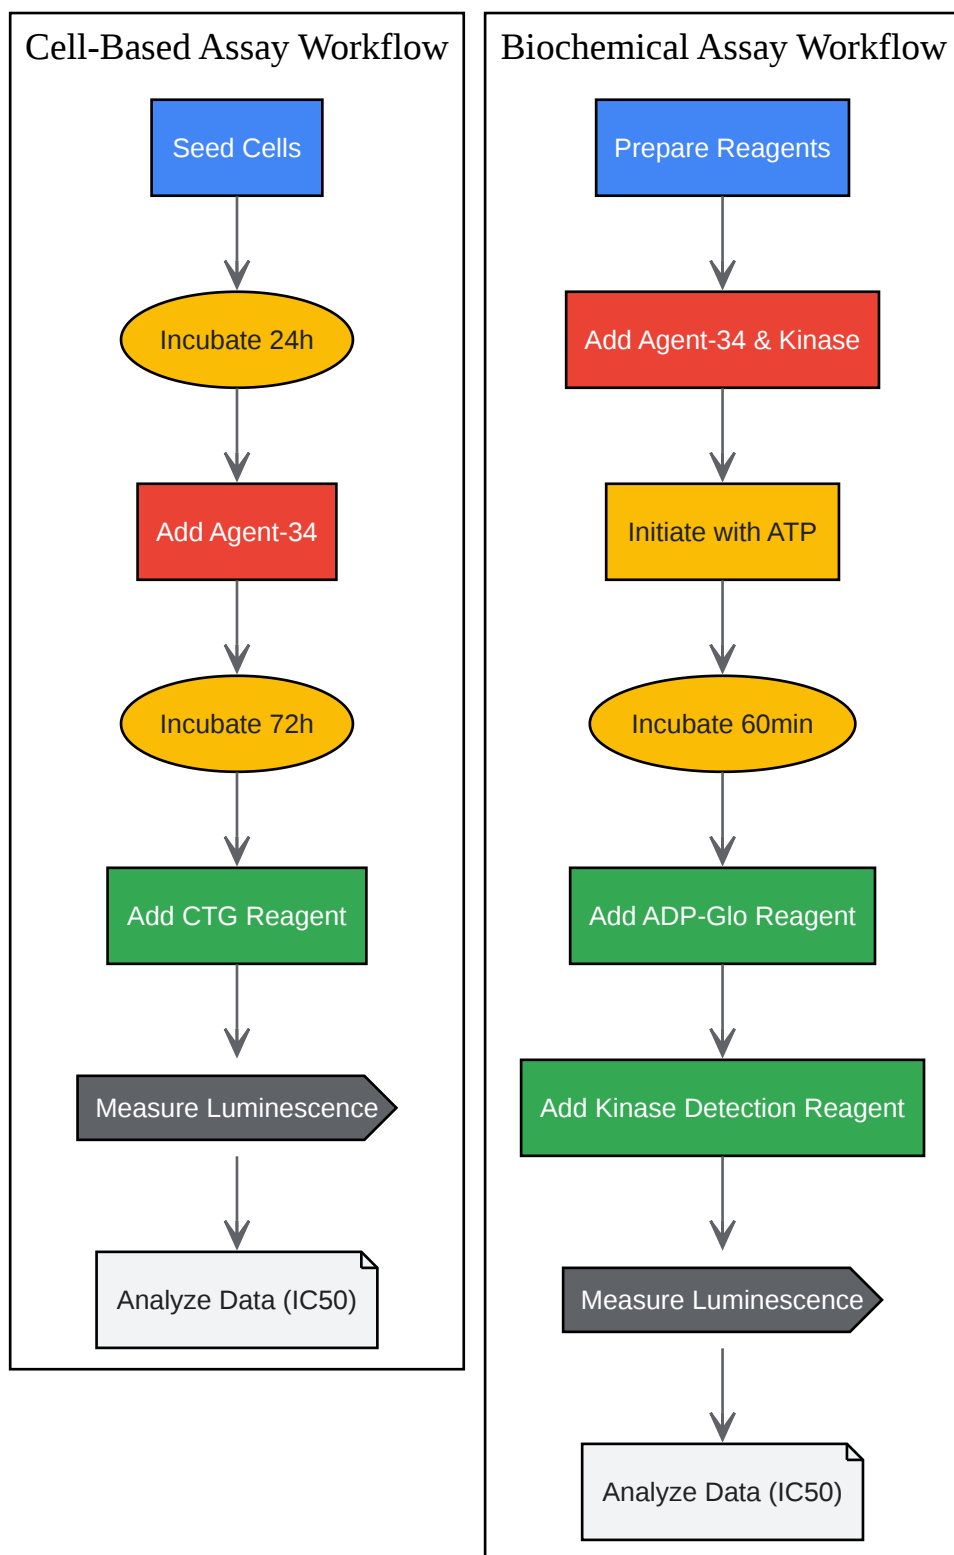 Cell-Based Assay Workflow
Seed Cells
Incubate 24h
Add Agent-34
Incubate 72h
Add CTG Reagent
Measure Luminescence
Analyze Data (IC50)
Biochemical Assay Workflow
Prepare Reagents
Add Agent-34 & Kinase
Initiate with ATP
Incubate 60min
Add ADP-Glo Reagent
Add Kinase Detection Reagent
Measure Luminescence
Analyze Data (IC50)